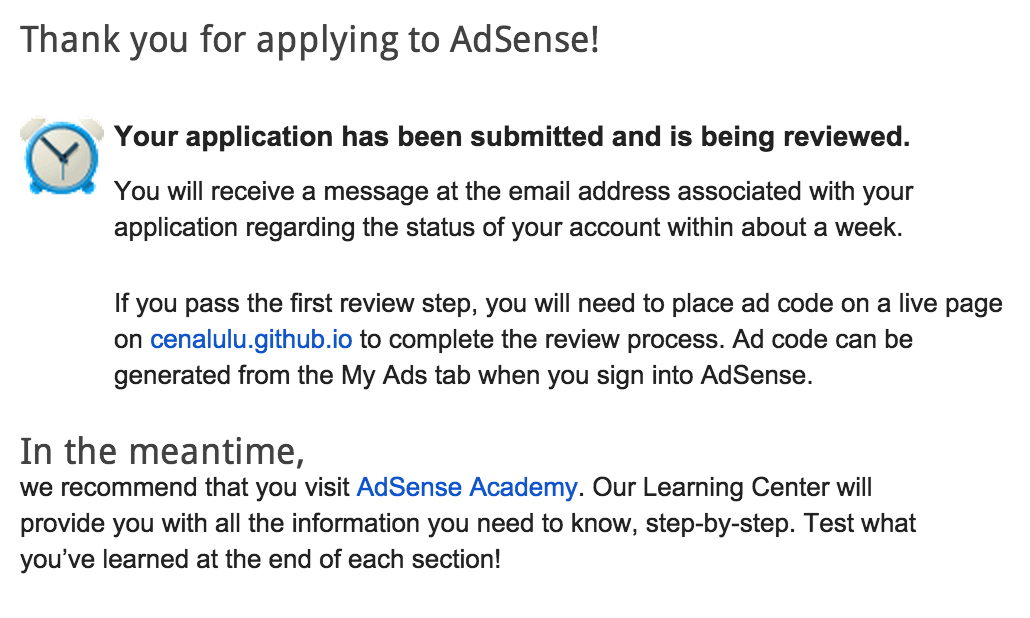 Thank you for applying to AdSense!
Your application has been submitted and is being reviewed.
You will receive a message at the email address associated with your
application regarding the status of your account within about a week.
If you pass the first review step, you will need to place ad code on a live page
on cenalulu.github.io to complete the review process. Ad code can be
generated from the My Ads tab when you sign into AdSense.
In the meantime,
we recommend that you visit AdSense Academy. Our Learning Center will
provide you with all the information you need to know, step-by-step. Test what
you’ve learned at the end of each section!